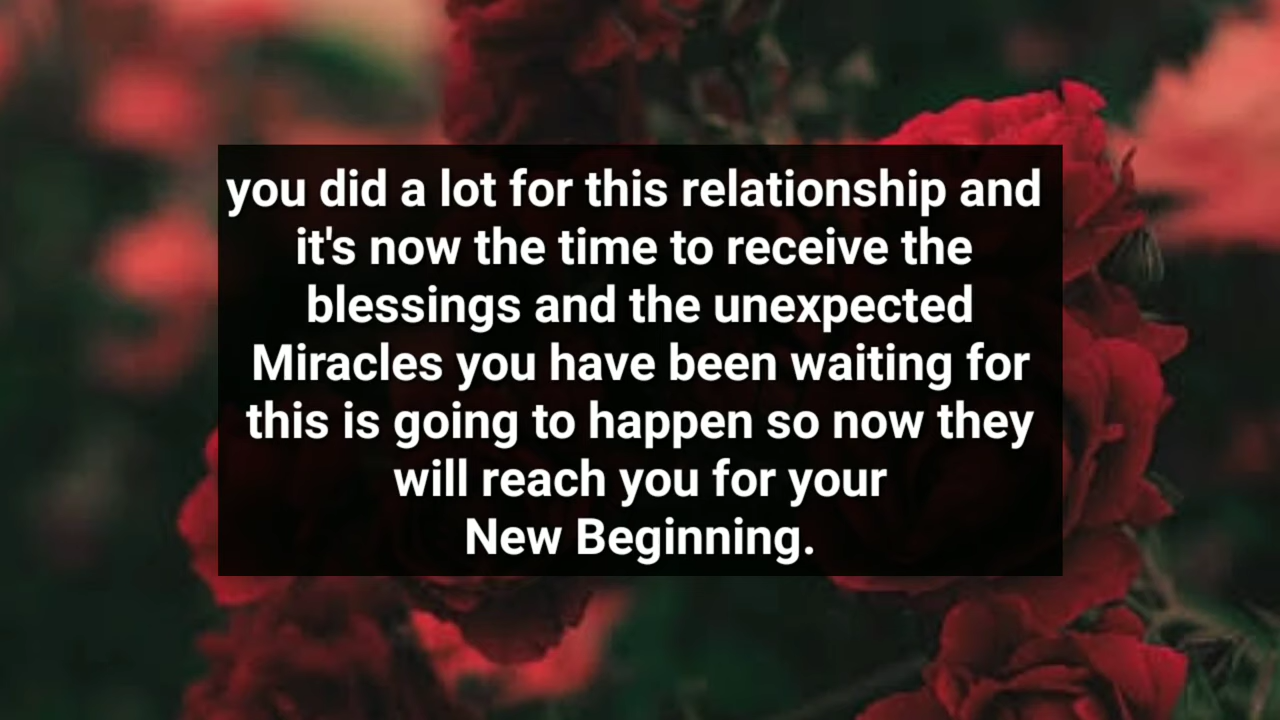 you did a lot for this relationship and
it's now the time to receive the
blessings and the unexpected
Miracles you have been waiting for
this is going to happen so now they
will reach you for your
New Beginning.